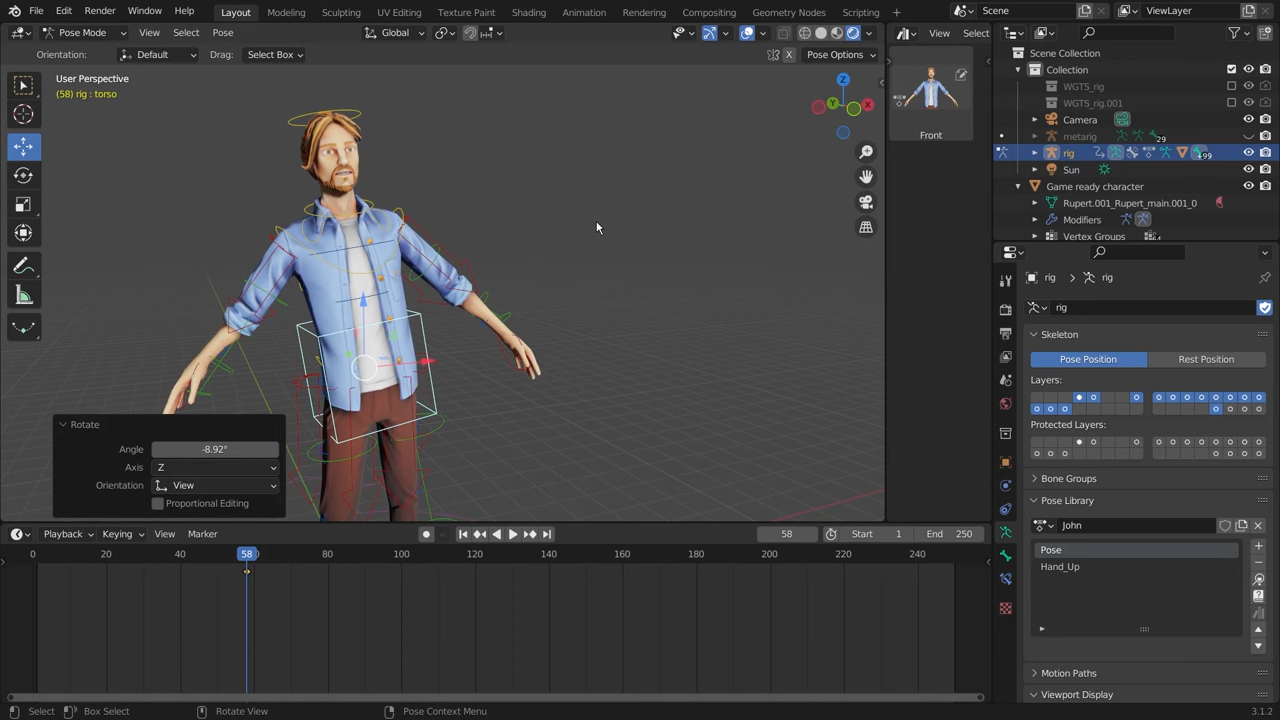 File Edit Render Window Help Layout Modeling Sculpting UV Editing Texture Paint Shading Animation Rendering Compositing Geometry Nodes Scripting Scene ViewLayer
Pose Mode View Select Pose Global View Select
Orientation: Default Drag: Select Box X Pose Options
User Perspective
(58) rig : torso
Z
Y X
Front
Scene Collection
Collection
WGTS_rig
WGTS_rig.001
Camera
metarig 29
rig +99
Sun
Game ready character
Rupert.001_Rupert_main.001_0
Modifiers
Vertex Groups
rig > rig
rig
Skeleton
Pose Position Rest Position
Layers:
Protected Layers:
Bone Groups
Pose Library
John
Pose
Hand_Up
Motion Paths
Viewport Display
Rotate
Angle -8.92°
Axis Z
Orientation View
Proportional Editing
Playback Keying View Marker 58 Start 1 End 250
0 20 40 58 80 100 120 140 160 180 200 220 240
Select Box Select Rotate View Pose Context Menu 3.1.2